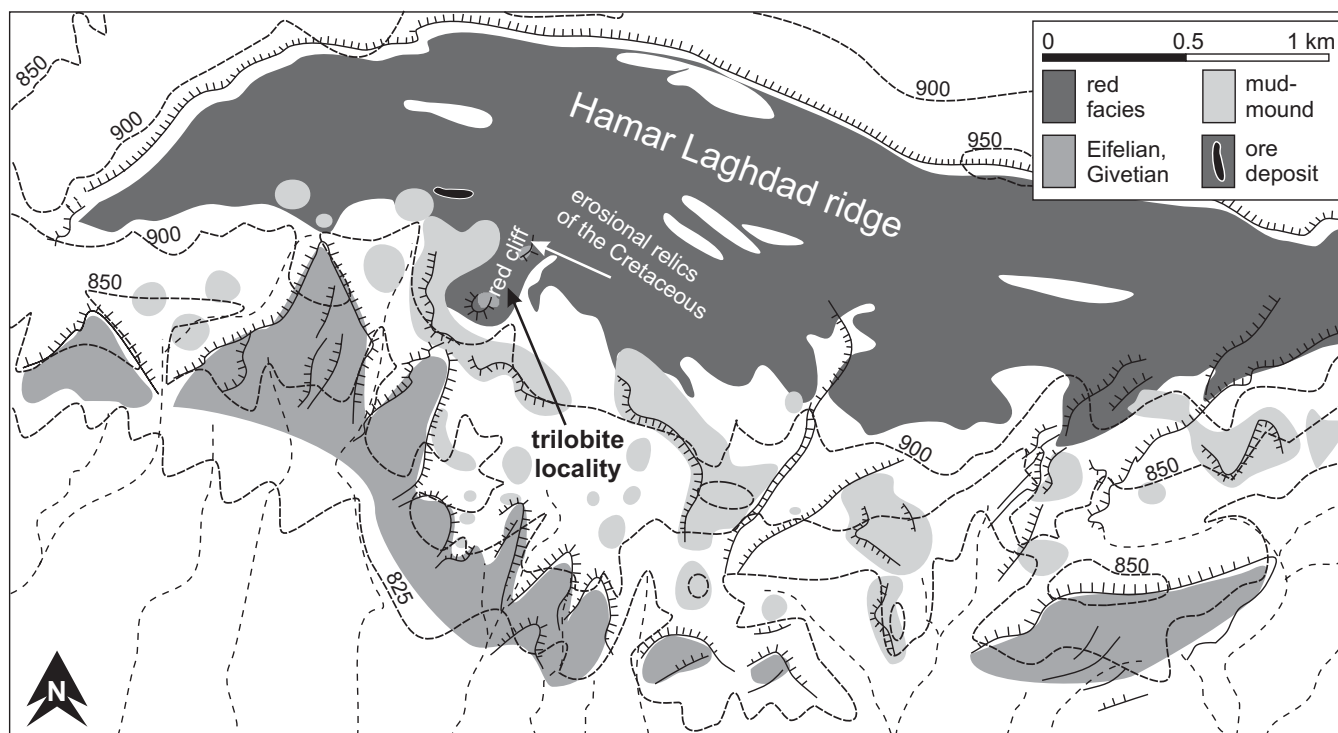 850
900
900
950
0 0.5 1 km
red
facies
mud-
mound
Eifelian,
Givetian
ore
deposit
Hamar Laghdad ridge
erosional relics
of the Cretaceous
red cliff
900
850
trilobite
locality
900
850
850
825
N